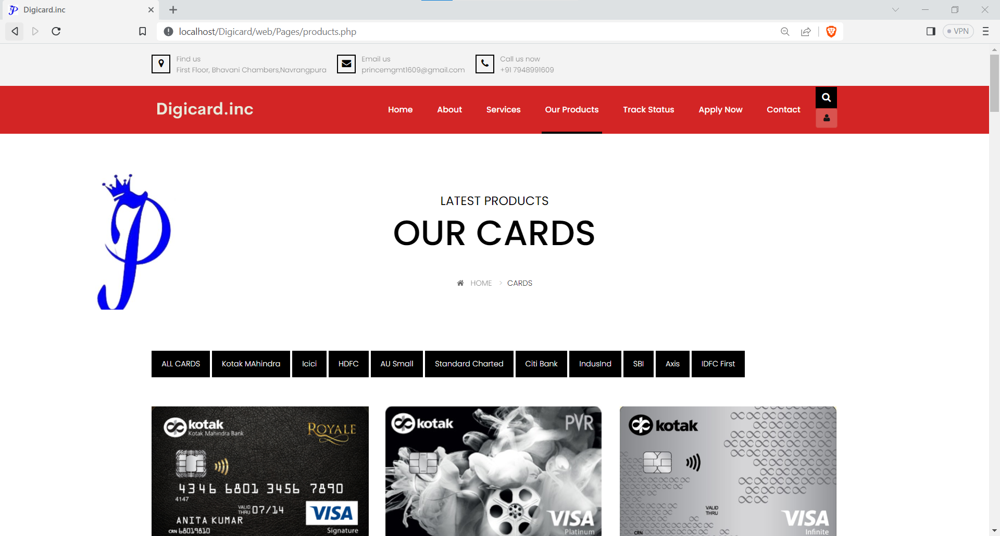 Digicard.inc
localhost/Digicard/web/Pages/products.php
VPN
Find us
First Floor, Bhavani Chambers,Navrangpura
Email us
princemgmt1609@gmail.com
Call us now
+91 7948991609
Digicard.inc
Home About Services Our Products Track Status Apply Now Contact
LATEST PRODUCTS
OUR CARDS
HOME > CARDS
ALL CARDS Kotak MAhindra Icici HDFC AU Small Standard Charted Citi Bank IndusInd SBI Axis IDFC First
kotak
Kotak Mahindra Bank
ROYALE
4346 6801 3456 7890
4147
VALID THRU 07/14
ANITA KUMAR
VISA
CRN 68019810
Signature
kotak
PVR
VISA
Platinum
kotak
VALID
THRU
VISA
CRN
Infinite